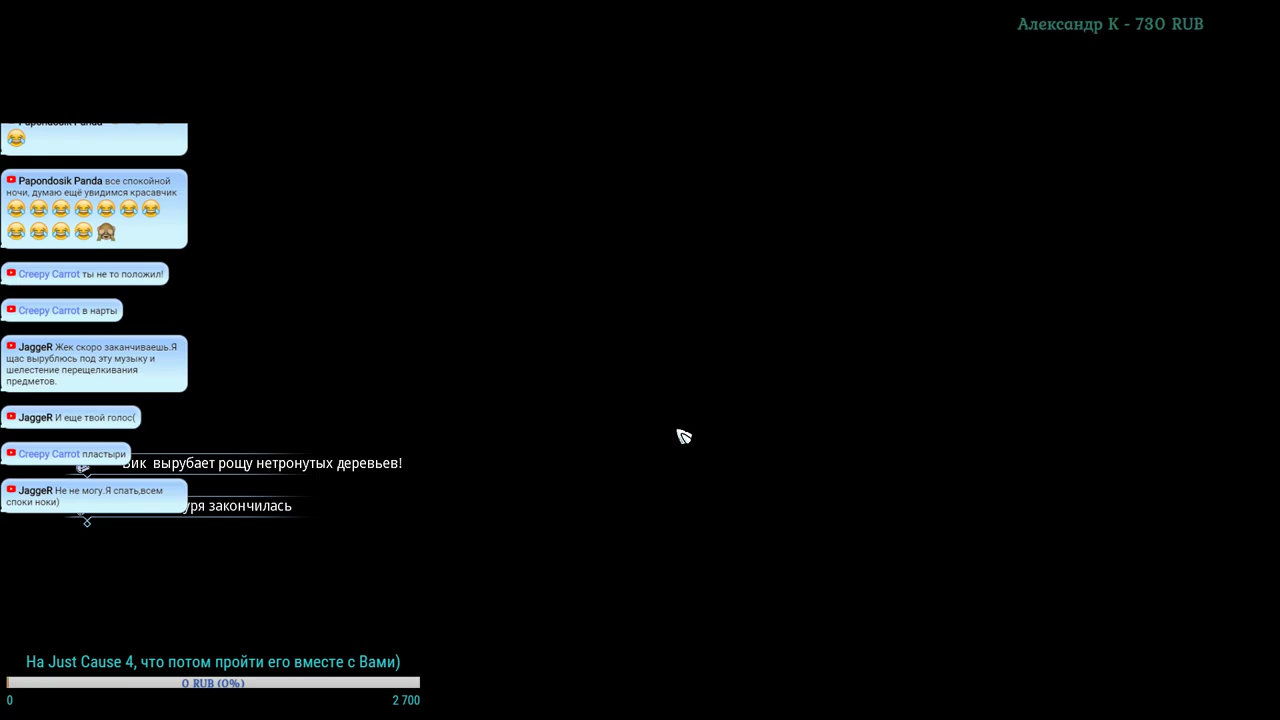 Александр К - 730 RUB
Papondosik Panda
😂
Papondosik Panda все спокойной
ночи, думаю ещё увидимся красавчик
😂😂😂😂😂😂😂
😂😂😂😂🙈
Creepy Carrot ты не то положил!
Creepy Carrot в нарты
JaggeR Жек скоро заканчиваешь.Я
щас вырублюсь под эту музыку и
шелестение перещелкивания
предметов.
JaggeR И еще твой голос(
Creepy Carrot пластыри
вырубает рощу нетронутых деревьев!
JaggeR Не не могу.Я спать,всем
споки ноки)
закончилась
На Just Cause 4, что потом пройти его вместе с Вами)
0 RUB (0%)
0 2 700